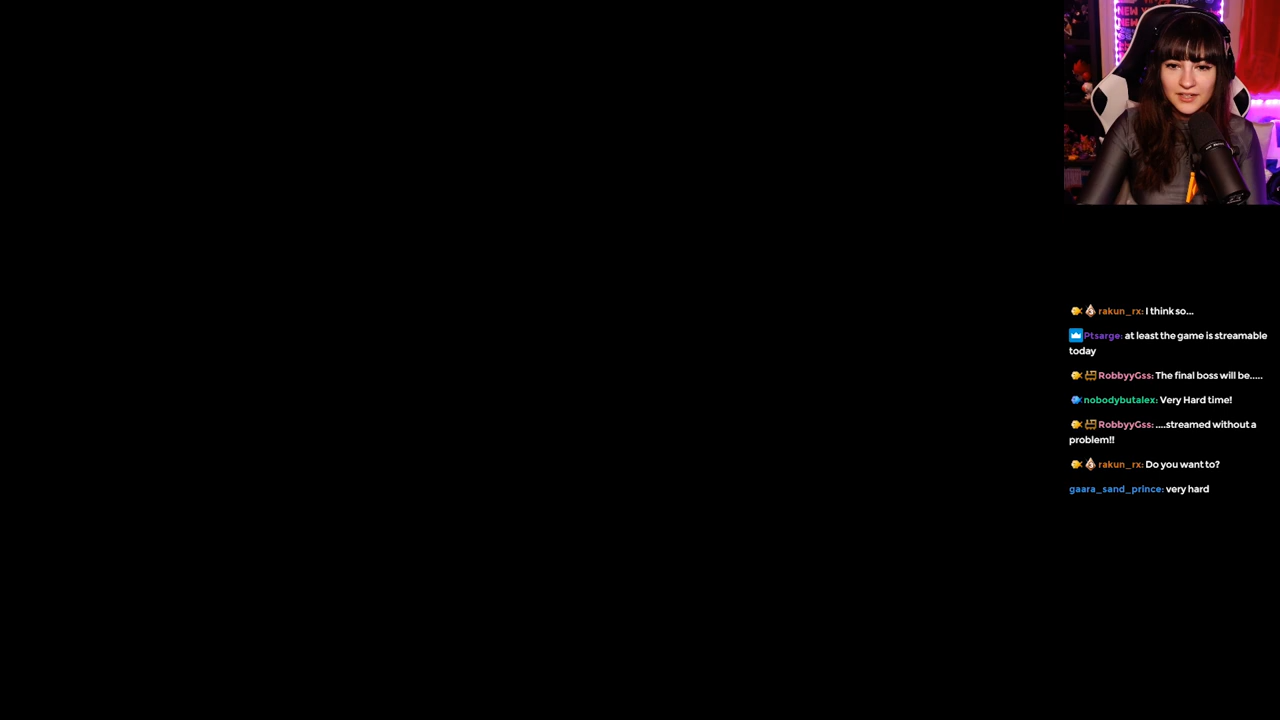 NEW
rakun_rx: I think so...
Ptsarge: at least the game is streamable
today
RobbyyGss: The final boss will be.....
nobodybutalex: Very Hard time!
RobbyyGss: ....streamed without a
problem!!
rakun_rx: Do you want to?
gaara_sand_prince: very hard